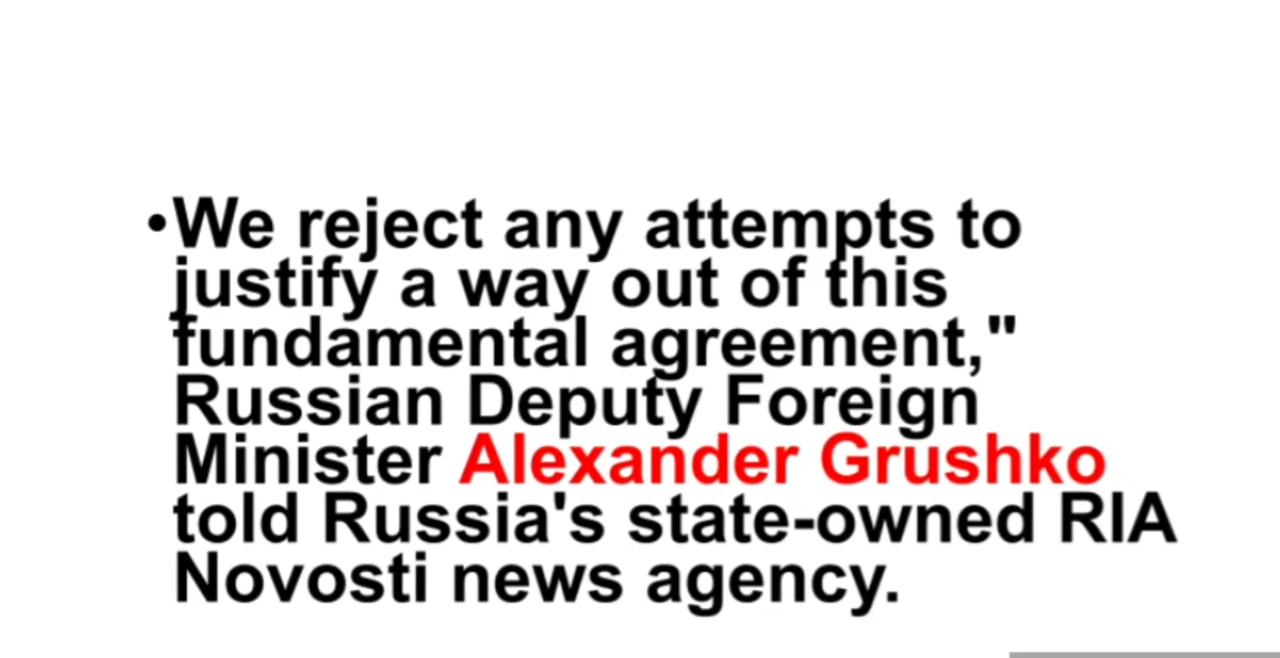 •We reject any attempts to
justify a way out of this
fundamental agreement,"
Russian Deputy Foreign
Minister Alexander Grushko
told Russia's state-owned RIA
Novosti news agency.